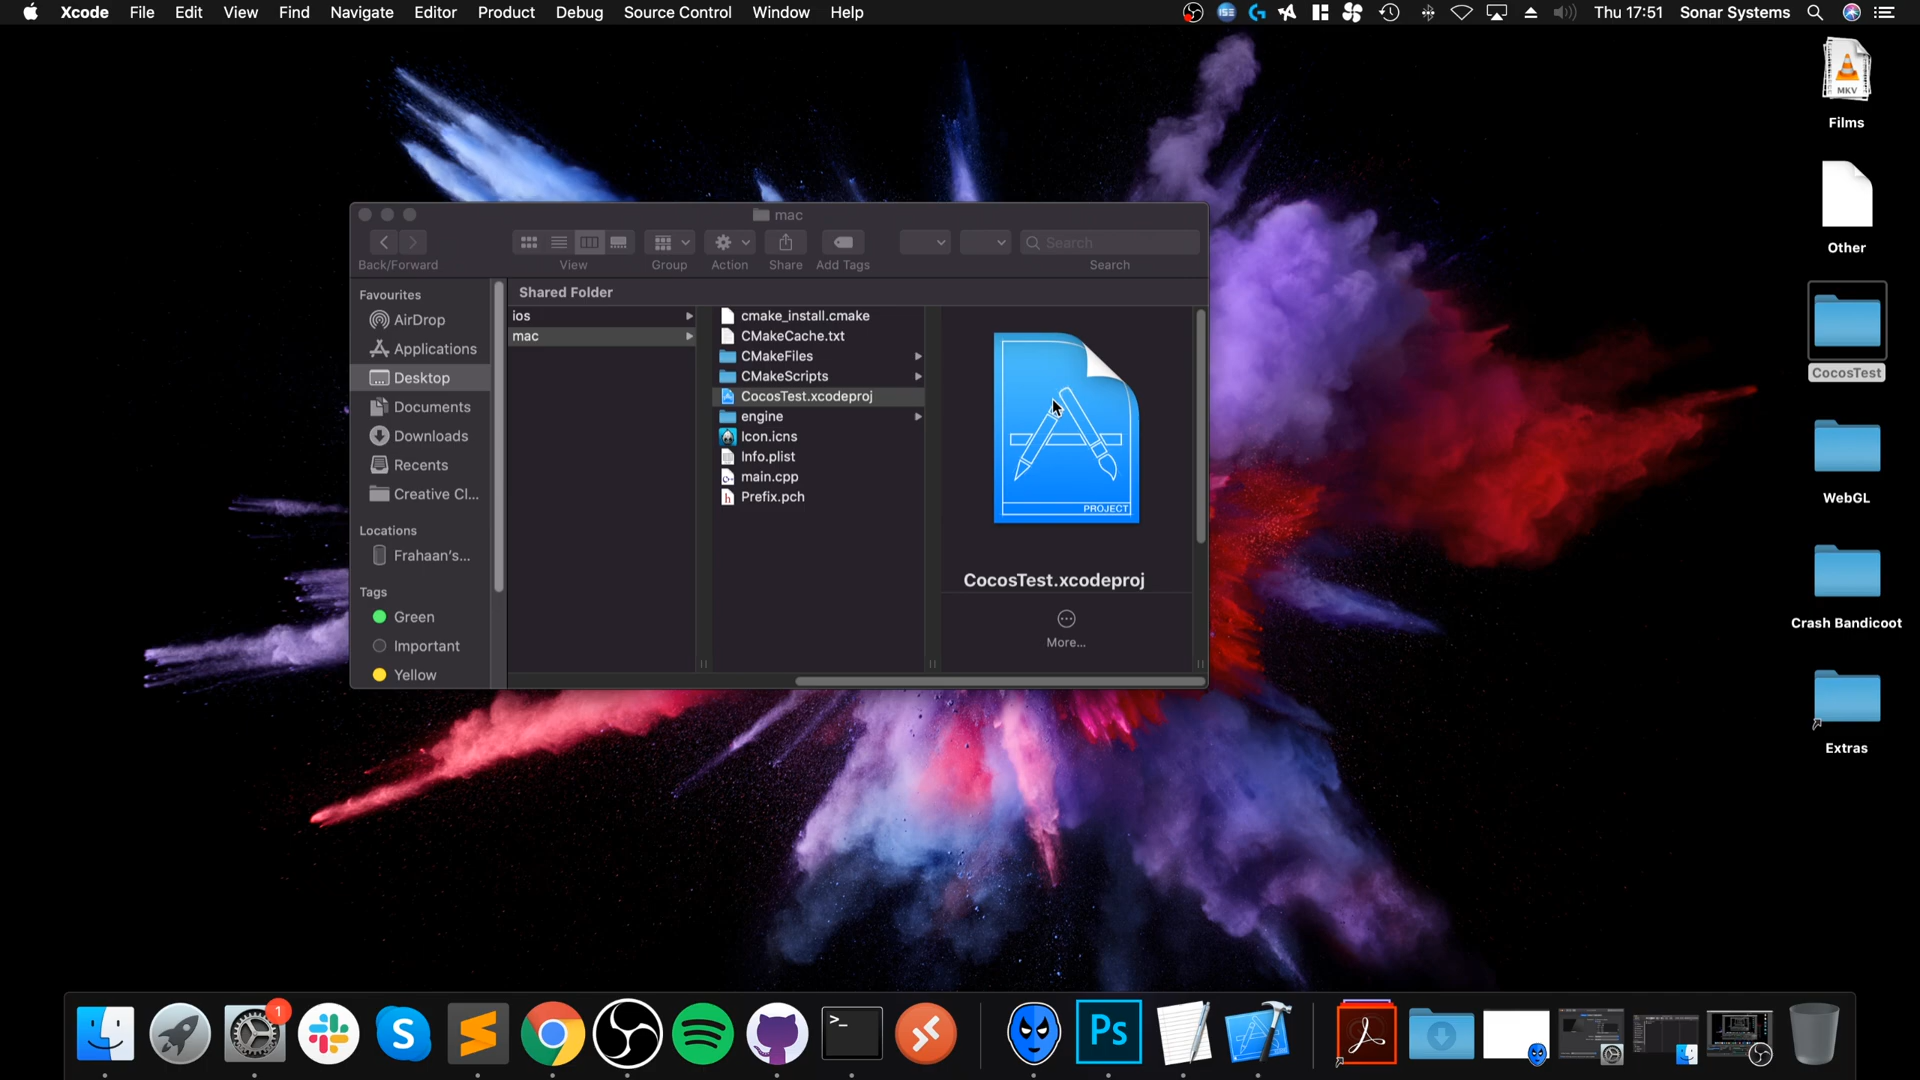 Xcode File Edit View Find Navigate Editor Product Debug Source Control Window Help
ISE
Thu 17:51 Sonar Systems
MKV
Films
Other
CocosTest
WebGL
Crash Bandicoot
Extras
mac
Search
Back/Forward View Group Action Share Add Tags Search
Favourites
AirDrop
Applications
Desktop
Documents
Downloads
Recents
Creative Cl...
Locations
Frahaan's...
Tags
Green
Important
Yellow
Shared Folder
ios
mac
cmake_install.cmake
CMakeCache.txt
CMakeFiles
CMakeScripts
CocosTest.xcodeproj
engine
Icon.icns
Info.plist
main.cpp
Prefix.pch
PROJECT
CocosTest.xcodeproj
More...
1
S
>_
Ps